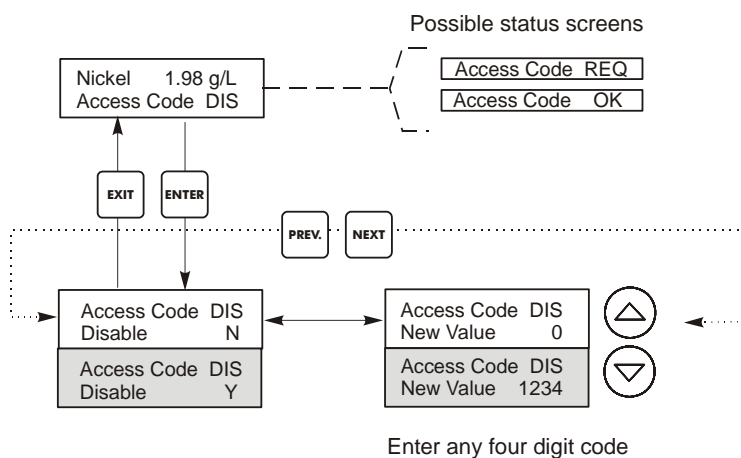 Possible status screens
Nickel 1.98 g/L
Access Code DIS
Access Code REQ
Access Code OK
EXIT
ENTER
PREV.
NEXT
Access Code DIS
Disable N
Access Code DIS
Disable Y
Access Code DIS
New Value 0
Access Code DIS
New Value 1234
Enter any four digit code